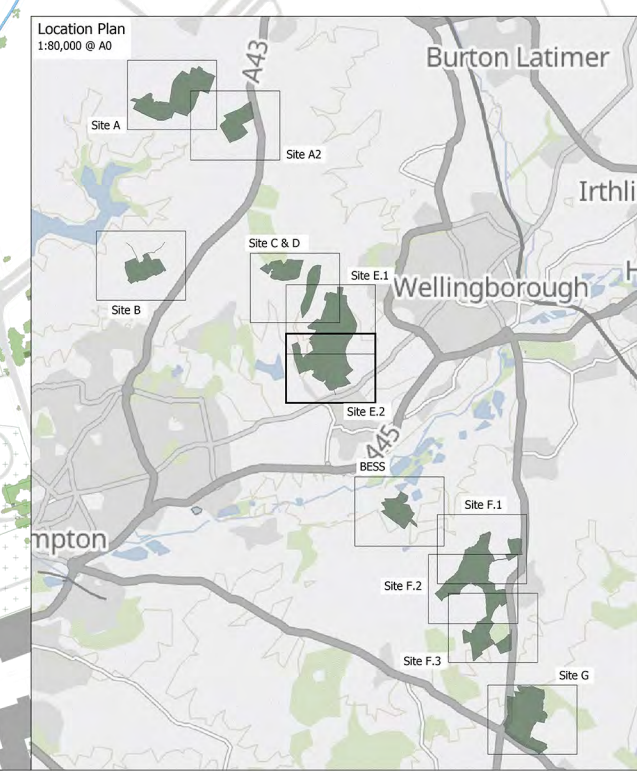 Location Plan
1:80,000 @ A0
A43
Burton Latimer
Site A
Site A2
Irthli
Site C & D
Site E.1
Wellingborough
H
Site B
Site E.2
A45
BESS
Site F.1
mpton
Site F.2
Site F.3
Site G